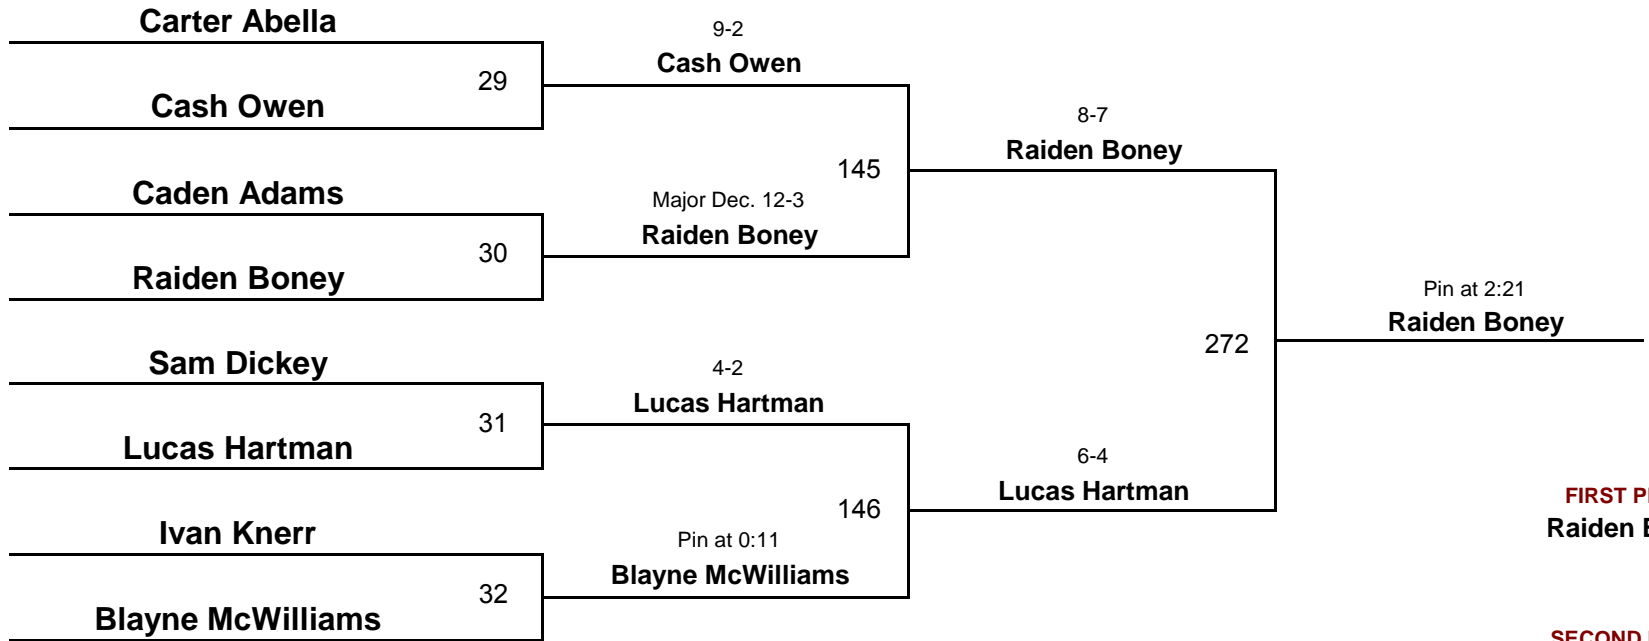 Carter Abella
9-2
Cash Owen
29
Cash Owen
8-7
Raiden Boney
145
Caden Adams
Major Dec. 12-3
Raiden Boney
30
Raiden Boney
Pin at 2:21
Raiden Boney
272
Sam Dickey
4-2
Lucas Hartman
31
Lucas Hartman
6-4
Lucas Hartman
146
FIRST
Raiden
Ivan Knerr
Pin at 0:11
Blayne McWilliams
32
Blayne McWilliams
SECOND